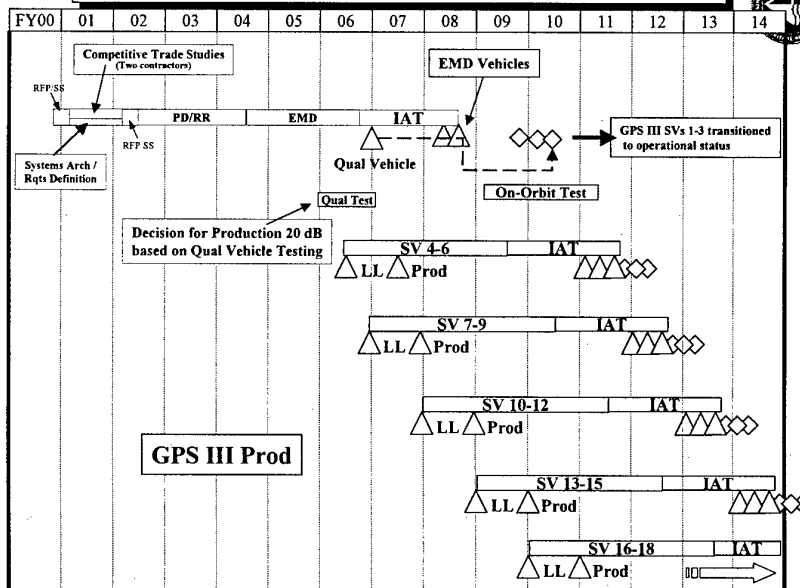 FY00 01 02 03 04 05 06 07 08 09 10 11 12 13 14
Competitive Trade Studies
(Two contractors)
EMD Vehicles
RFP/SS
PD/RR EMD IAT
RFP SS
GPS III SVs 1-3 transitioned
to operational status
Qual Vehicle
Systems Arch /
Rqts Definition
On-Orbit Test
Qual Test
Decision for Production 20 dB
based on Qual Vehicle Testing
SV 4-6 IAT
LL Prod
SV 7-9 IAT
LL Prod
SV 10-12 IAT
LL Prod
GPS III Prod
SV 13-15 IAT
LL Prod
SV 16-18 IAT
LL Prod